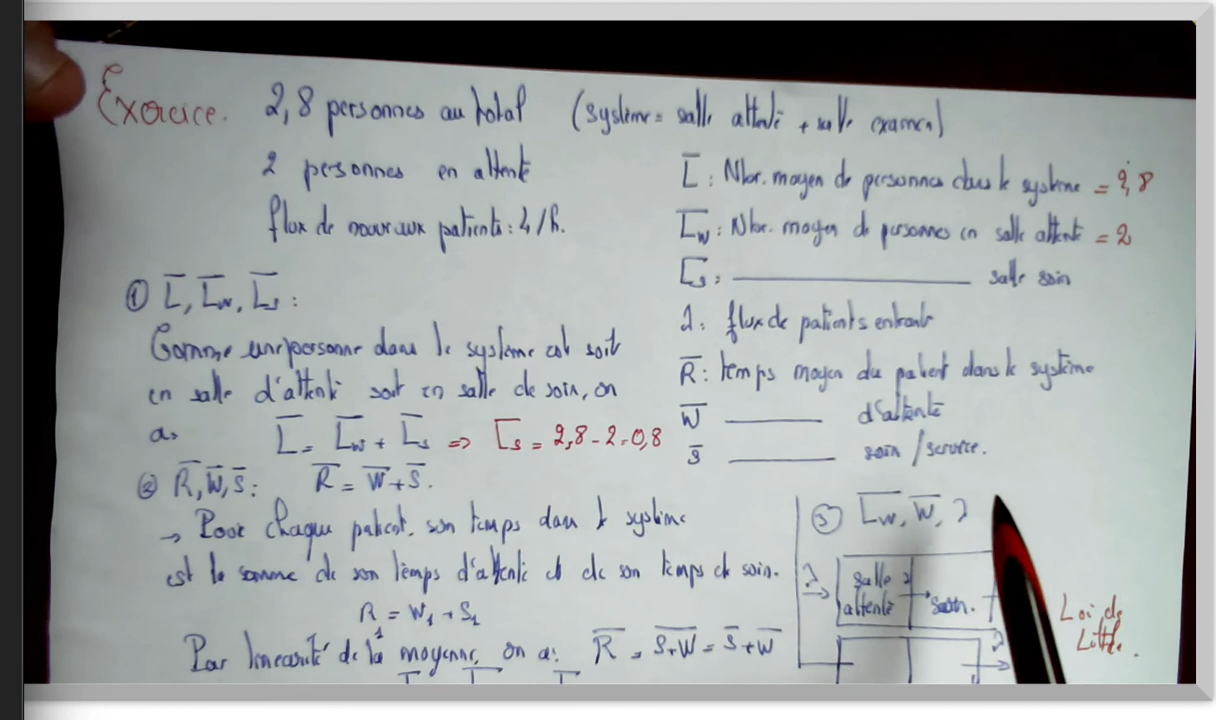 Exercice. 2,8 personnes au total (système = salle attente + salle examen)
2 personnes en attente
flux de nouveaux patients : 4/h.
L̅ : Nbr. moyen de personnes dans le système = 2,8
L̅w : Nbr. moyen de personnes en salle attente = 2
L̅s : ——— salle soin
λ : flux de patients entrants
R̅ : temps moyen du patient dans le système
W̅ ——— d'attente
S̅ ——— soin / service.
① L̅, L̅w, L̅s :
Comme une personne dans le système est soit
en salle d'attente soit en salle de soin, on
a: L̅ = L̅w + L̅s => L̅s = 2,8 - 2 = 0,8
② R̅, W̅, S̅ : R̅ = W̅ + S̅.
→ Pour chaque patient, son temps dans le système
est la somme de son temps d'attente et de son temps de soin.
R = W₁ + S₁
Par linéarité de la moyenne, on a: R̅ = S+W = S̅ + W̅
③ L̅w, W̅, λ
λ salle attente λ soin.
λ
Loi de
Little.